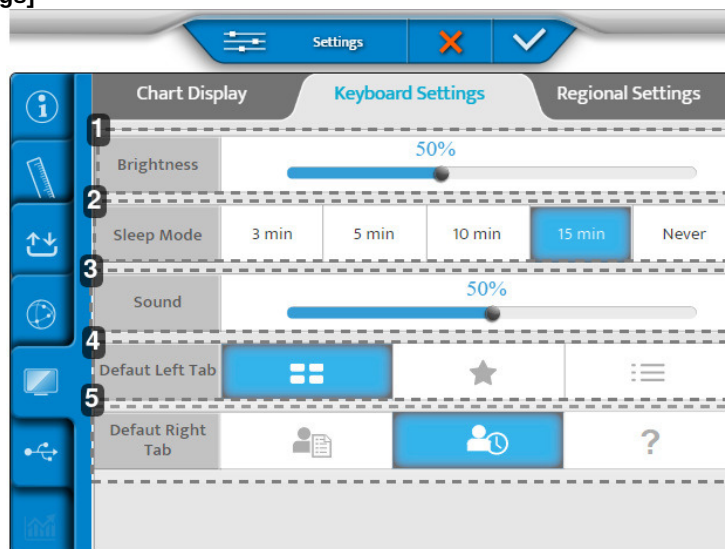 gs]
Settings
Chart Display Keyboard Settings Regional Settings
1
Brightness 50%
2
Sleep Mode 3 min 5 min 10 min 15 min Never
3
Sound 50%
4
Defaut Left Tab
5
Defaut Right
Tab ?